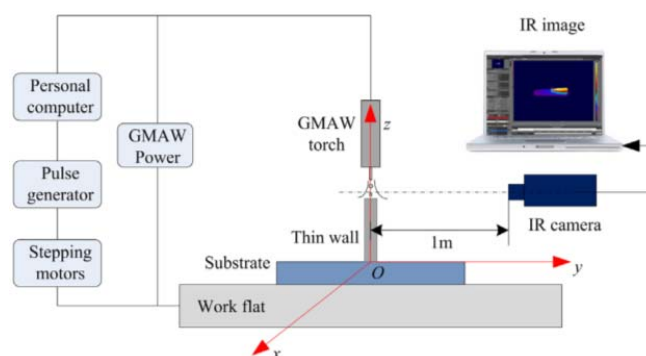 IR image
Personal
computer
GMAW
Power
GMAW
torch
z
Pulse
generator
IR camera
Thin wall
1m
Stepping
motors
Substrate
O
y
Work flat
x